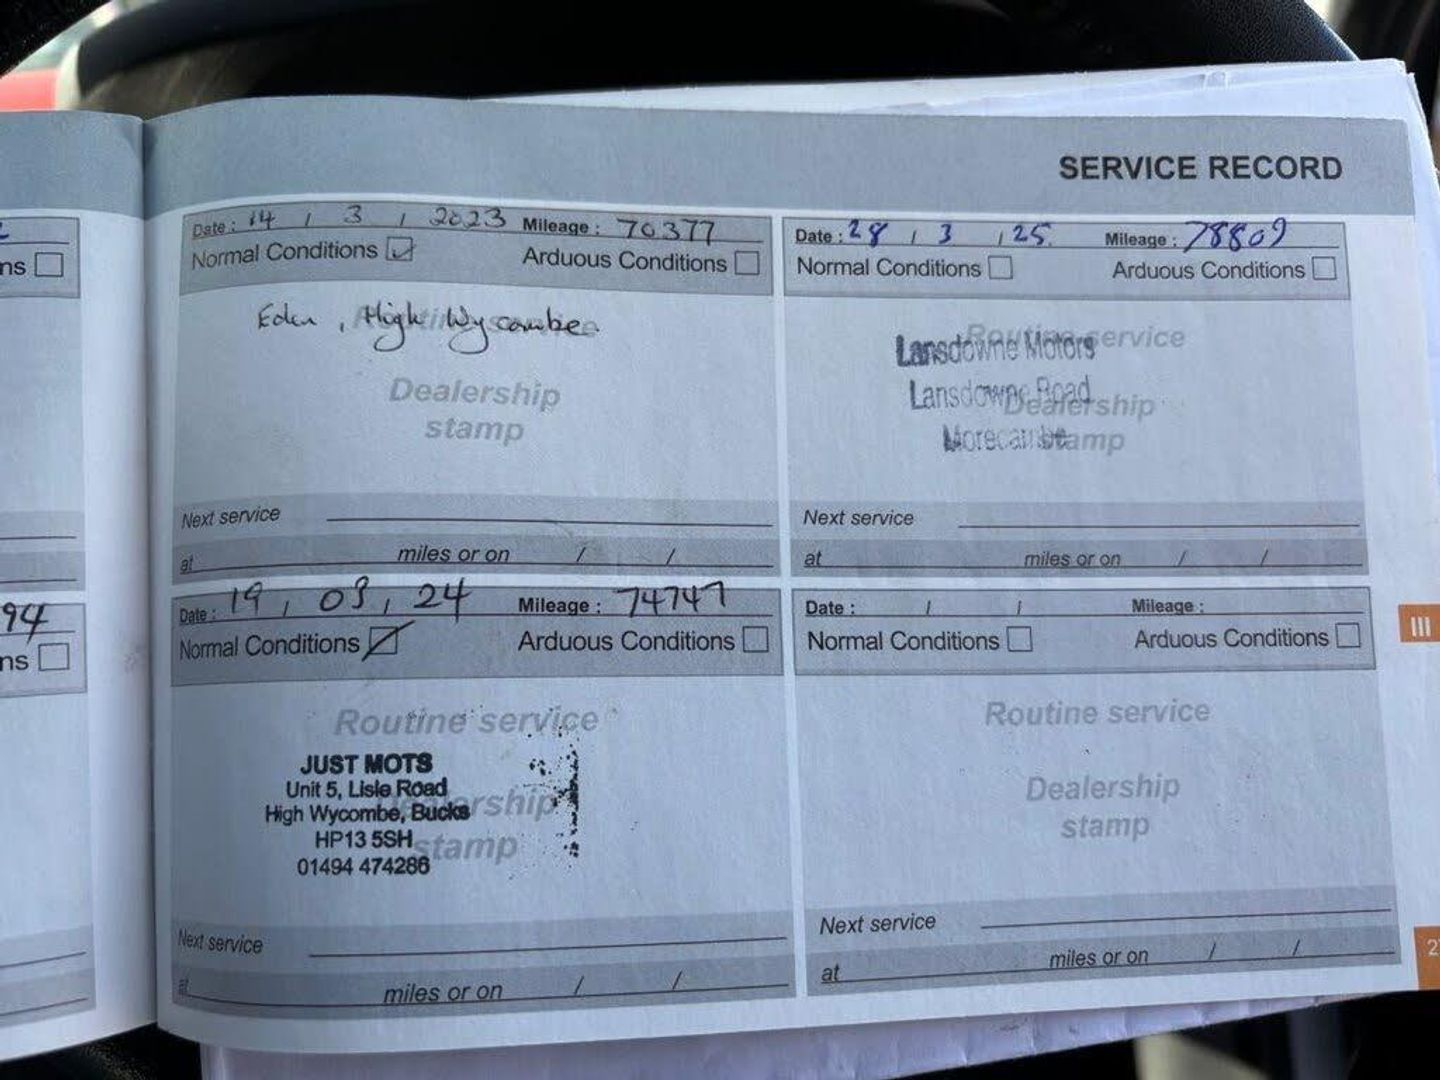 SERVICE RECORD
Date : 14 / 3 / 2023 Mileage : 70377
Normal Conditions Arduous Conditions
Eden, High Wycombe
Routine service
Dealership
stamp
Next service
at miles or on / /
Date : 19 / 03 / 24 Mileage : 74747
Normal Conditions Arduous Conditions
Routine service
Dealership
stamp
JUST MOTS
Unit 5, Lisle Road
High Wycombe, Bucks
HP13 5SH
01494 474286
Next service
at miles or on / /
Date : 28 / 3 / 25. Mileage : 78809
Normal Conditions Arduous Conditions
Routine service
Dealership
stamp
Lansdowne Motors
Lansdowne Road
Morecambe
Next service
at miles or on / /
Date : / / Mileage :
Normal Conditions Arduous Conditions
Routine service
Dealership
stamp
Next service
at miles or on / /
III
ns
94
ns